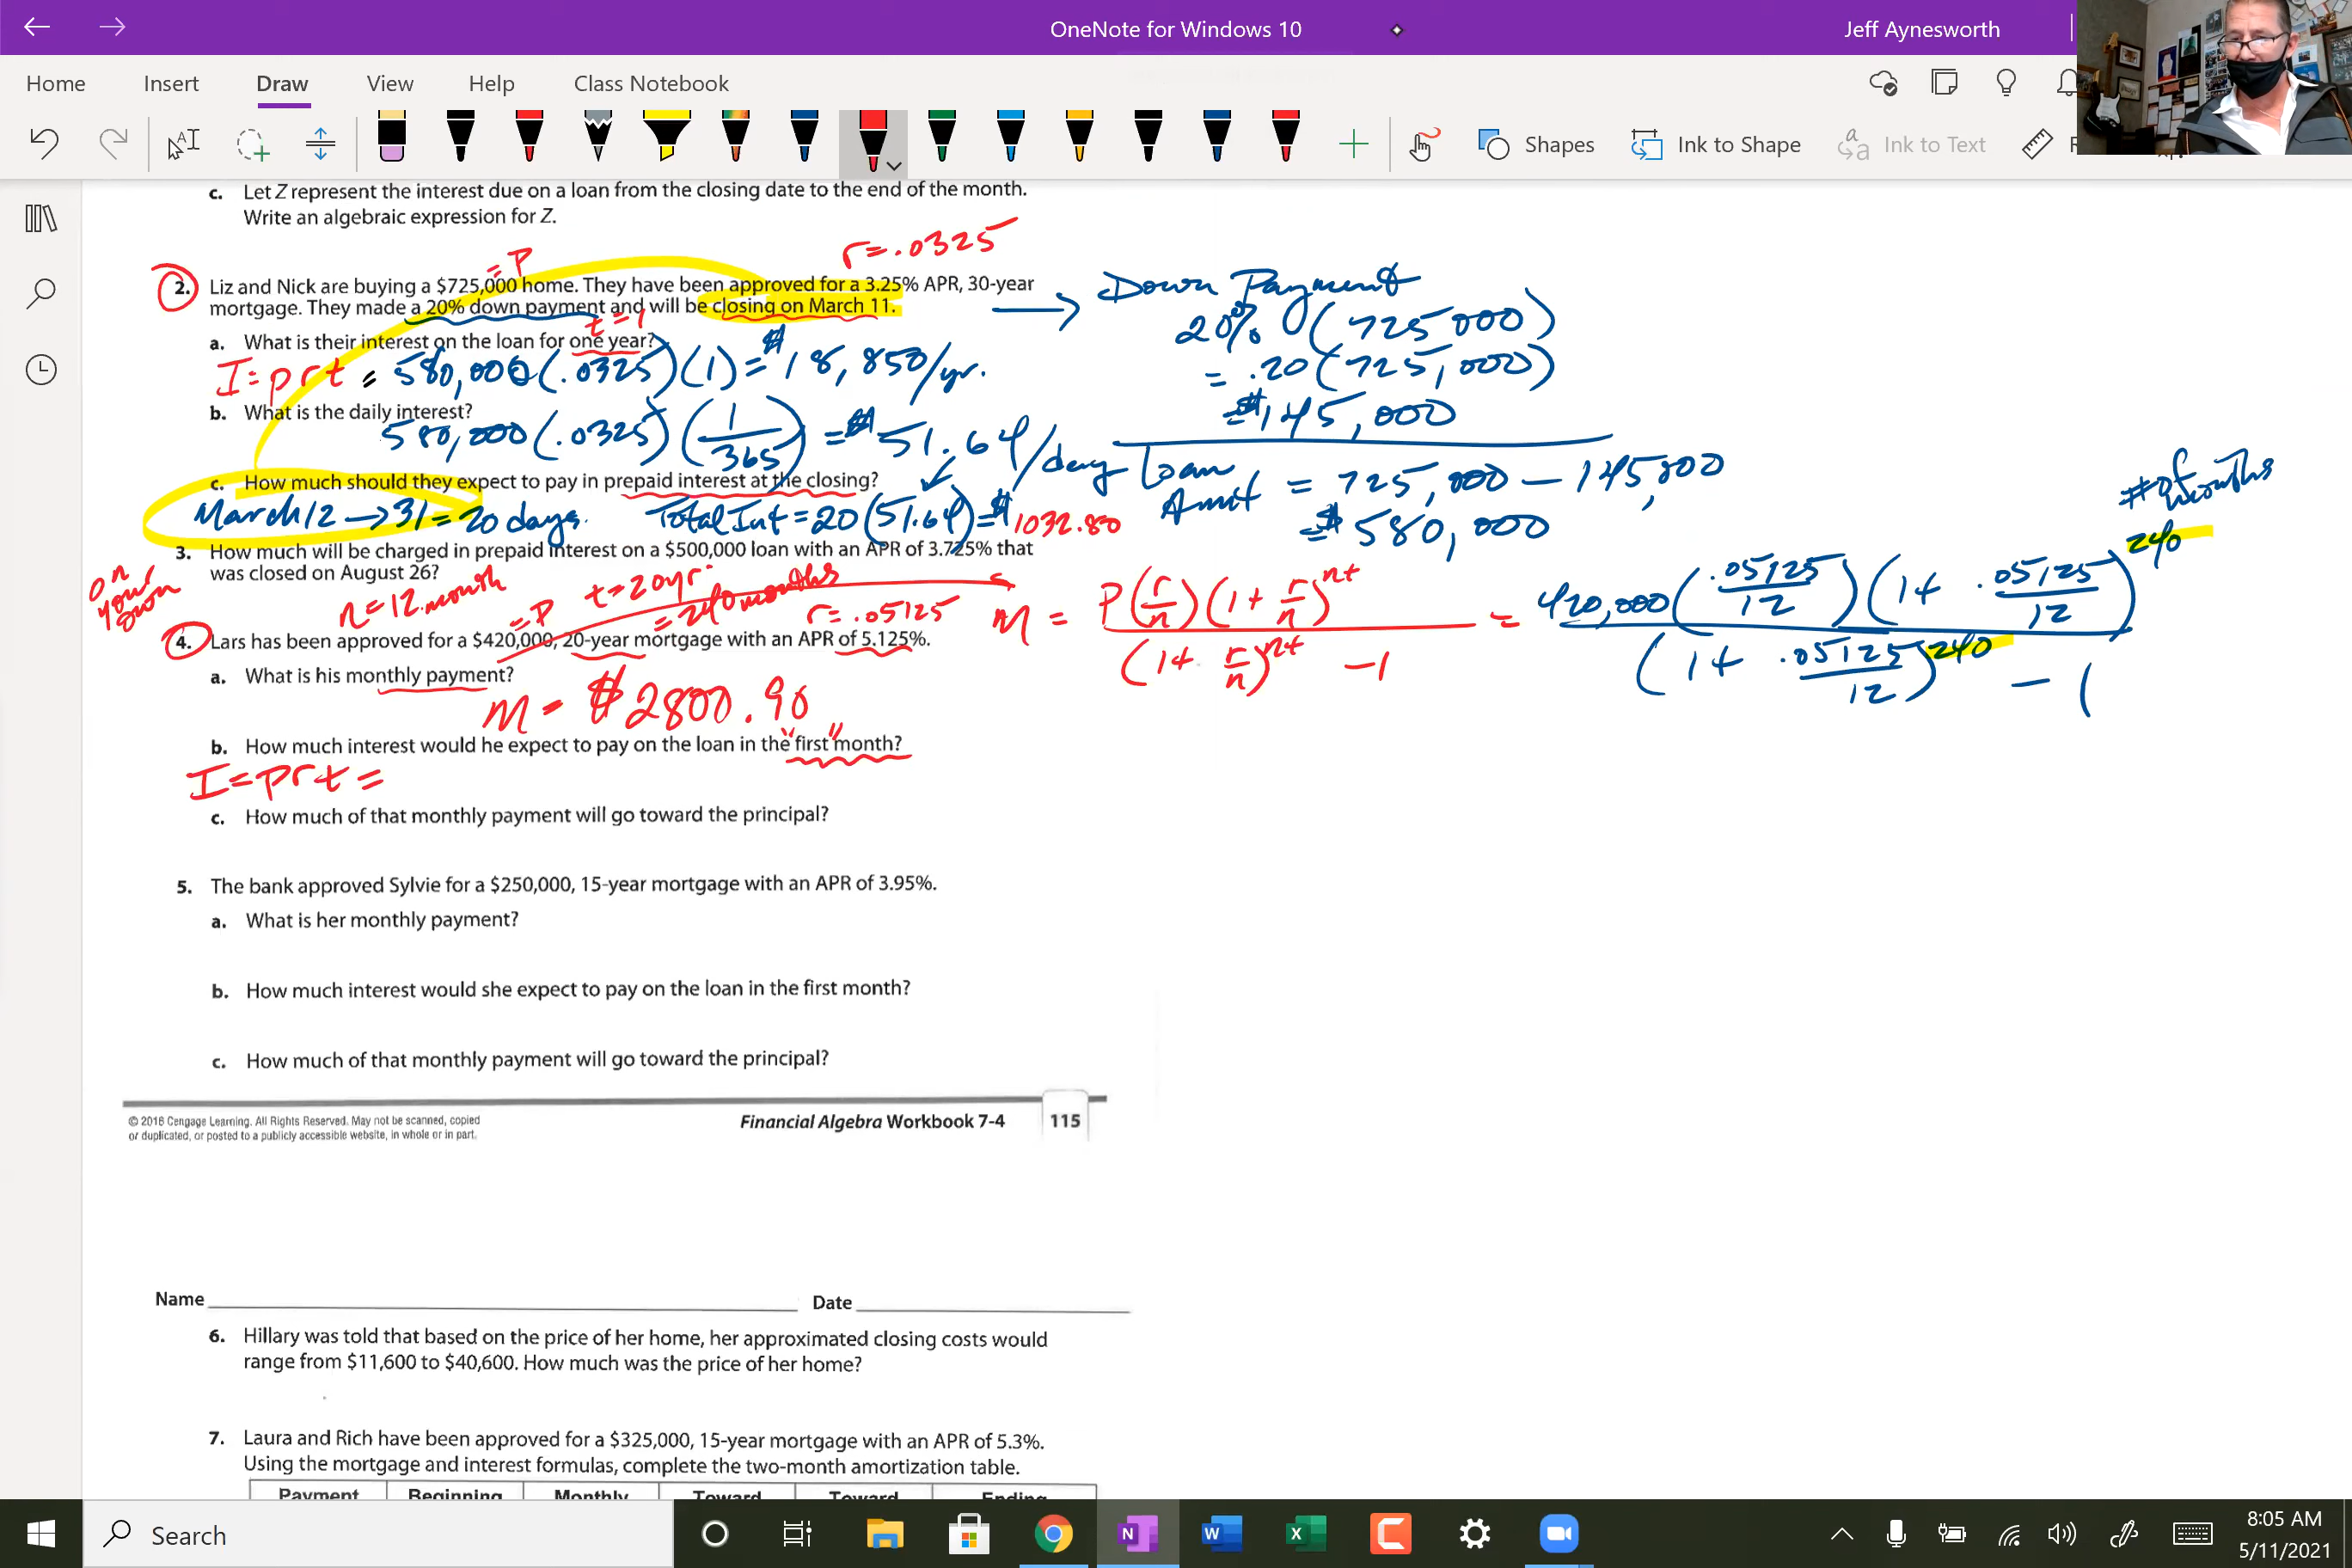 OneNote for Windows 10
Jeff Aynesworth
Home Insert Draw View Help Class Notebook
Shapes Ink to Shape Ink to Text
c. Let Z represent the interest due on a loan from the closing date to the end of the month.
Write an algebraic expression for Z.
= P
r = .0325
2. Liz and Nick are buying a $725,000 home. They have been approved for a 3.25% APR, 30-year
mortgage. They made a 20% down payment and will be closing on March 11.
t = 1
a. What is their interest on the loan for one year?
I = prt = 580,000(.0325)(1) = $18,850/yr.
b. What is the daily interest?
580,000(.0325)(1/365) = $51.64/day
c. How much should they expect to pay in prepaid interest at the closing?
March 12 → 31 = 20 days. Total Int = 20(51.64) = $1032.80
Down Payment
20% of (725,000)
= .20(725,000)
= $145,000
Loan Amt = 725,000 - 145,000
= $580,000
3. How much will be charged in prepaid interest on a $500,000 loan with an APR of 3.725% that
was closed on August 26?
on your own
n = 12 month
= P
t = 20 yr.
= 240 months
r = .05125
4. Lars has been approved for a $420,000, 20-year mortgage with an APR of 5.125%.
# of months
M = P(r/n)(1 + r/n)^nt / (1 + r/n)^nt - 1 = 420,000(.05125/12)(1 + .05125/12)^240 / (1 + .05125/12)^240 - 1
a. What is his monthly payment?
M = $2800.90
b. How much interest would he expect to pay on the loan in the "first" month?
I = prt =
c. How much of that monthly payment will go toward the principal?
5. The bank approved Sylvie for a $250,000, 15-year mortgage with an APR of 3.95%.
a. What is her monthly payment?
b. How much interest would she expect to pay on the loan in the first month?
c. How much of that monthly payment will go toward the principal?
© 2018 Cengage Learning. All Rights Reserved. May not be scanned, copied
or duplicated, or posted to a publicly accessible website, in whole or in part.
Financial Algebra Workbook 7-4 115
Name Date
6. Hillary was told that based on the price of her home, her approximated closing costs would
range from $11,600 to $40,600. How much was the price of her home?
7. Laura and Rich have been approved for a $325,000, 15-year mortgage with an APR of 5.3%.
Using the mortgage and interest formulas, complete the two-month amortization table.
Payment Beginning Monthly Toward Toward Ending
Search
8:05 AM
5/11/2021